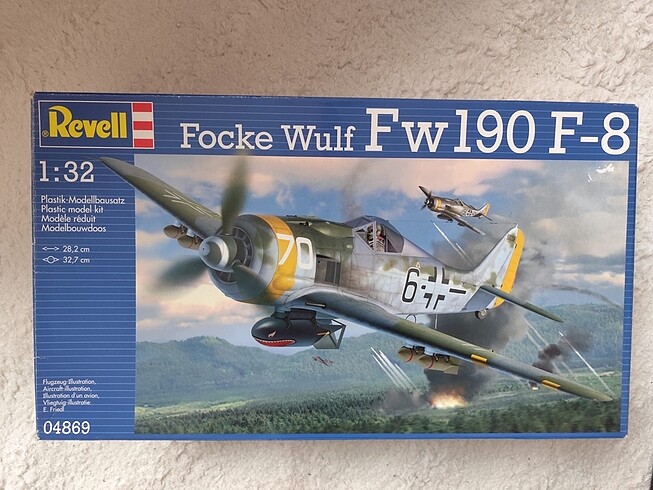 Revell
Focke Wulf Fw190 F-8
1:32
Plastik-Modellbausatz
Plastic model kit
Modèle réduit
Modelbouwdoos
28,2 cm
32,7 cm
70
6
Flugzeug-Illustration,
Aircraft-illustration,
Illustration d'un avion,
Vliegtuig-illustratie:
E. Friedl
04869